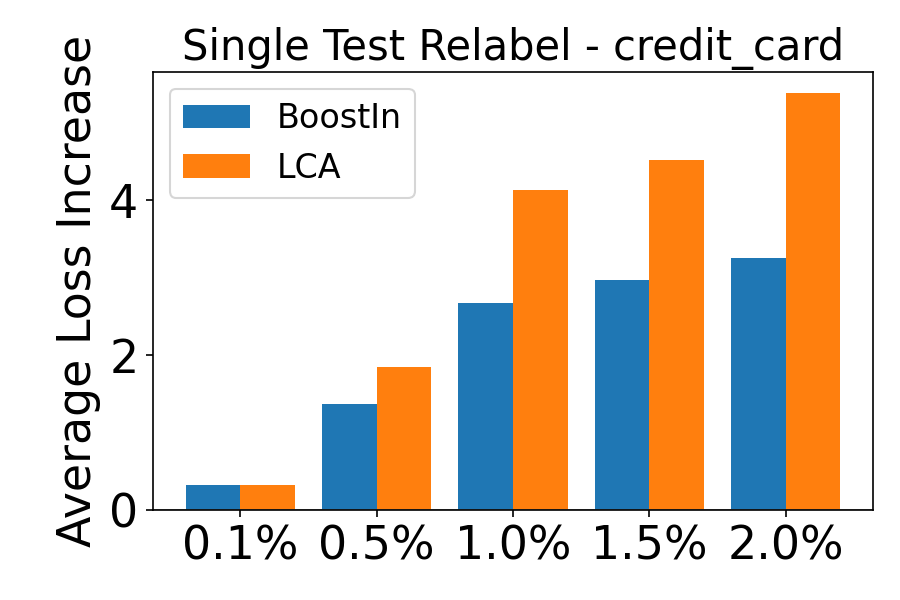 Single Test Relabel - credit_card
Average Loss Increase
BoostIn
LCA
4
2
0
0.1% 0.5% 1.0% 1.5% 2.0%